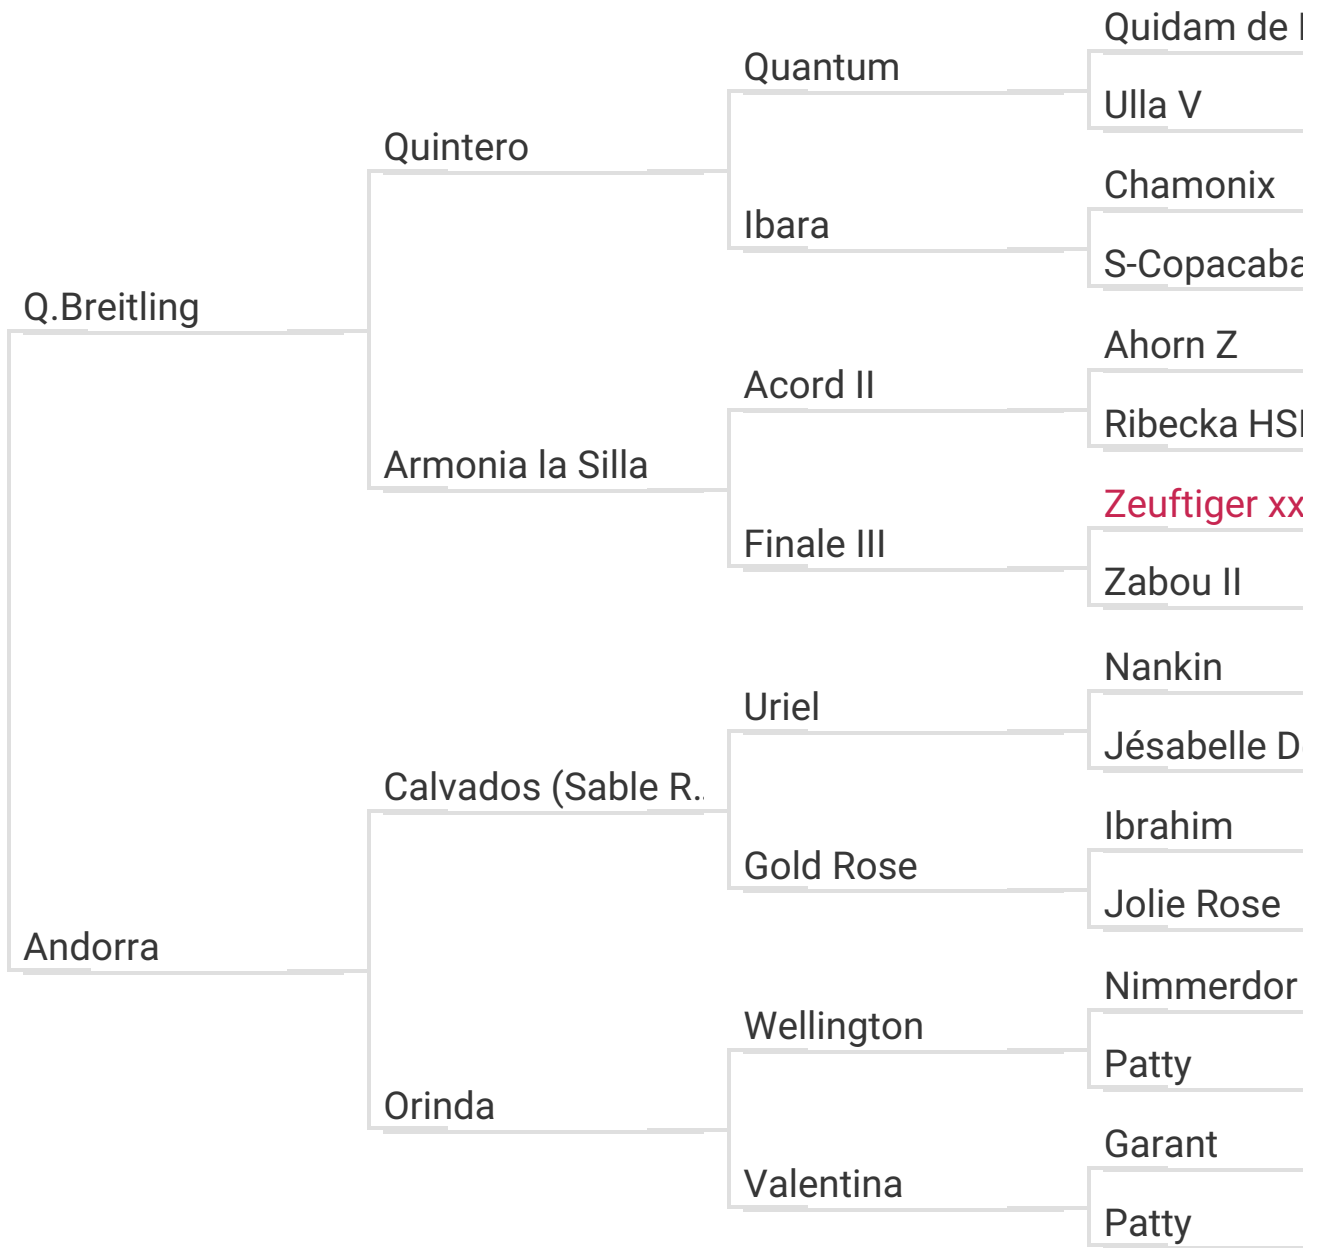 Quidam de
Quantum
Ulla V
Quintero
Chamonix
Ibara
S-Copacaba
Q.Breitling
Ahorn Z
Acord II
Ribecka
Armonia la Silla
Zeuftiger xx
Finale III
Zabou II
Nankin
Uriel
Jésabelle
Calvados (Sable R..
Ibrahim
Gold Rose
Jolie Rose
Andorra
Nimmerdor
Wellington
Patty
Orinda
Garant
Valentina
Patty